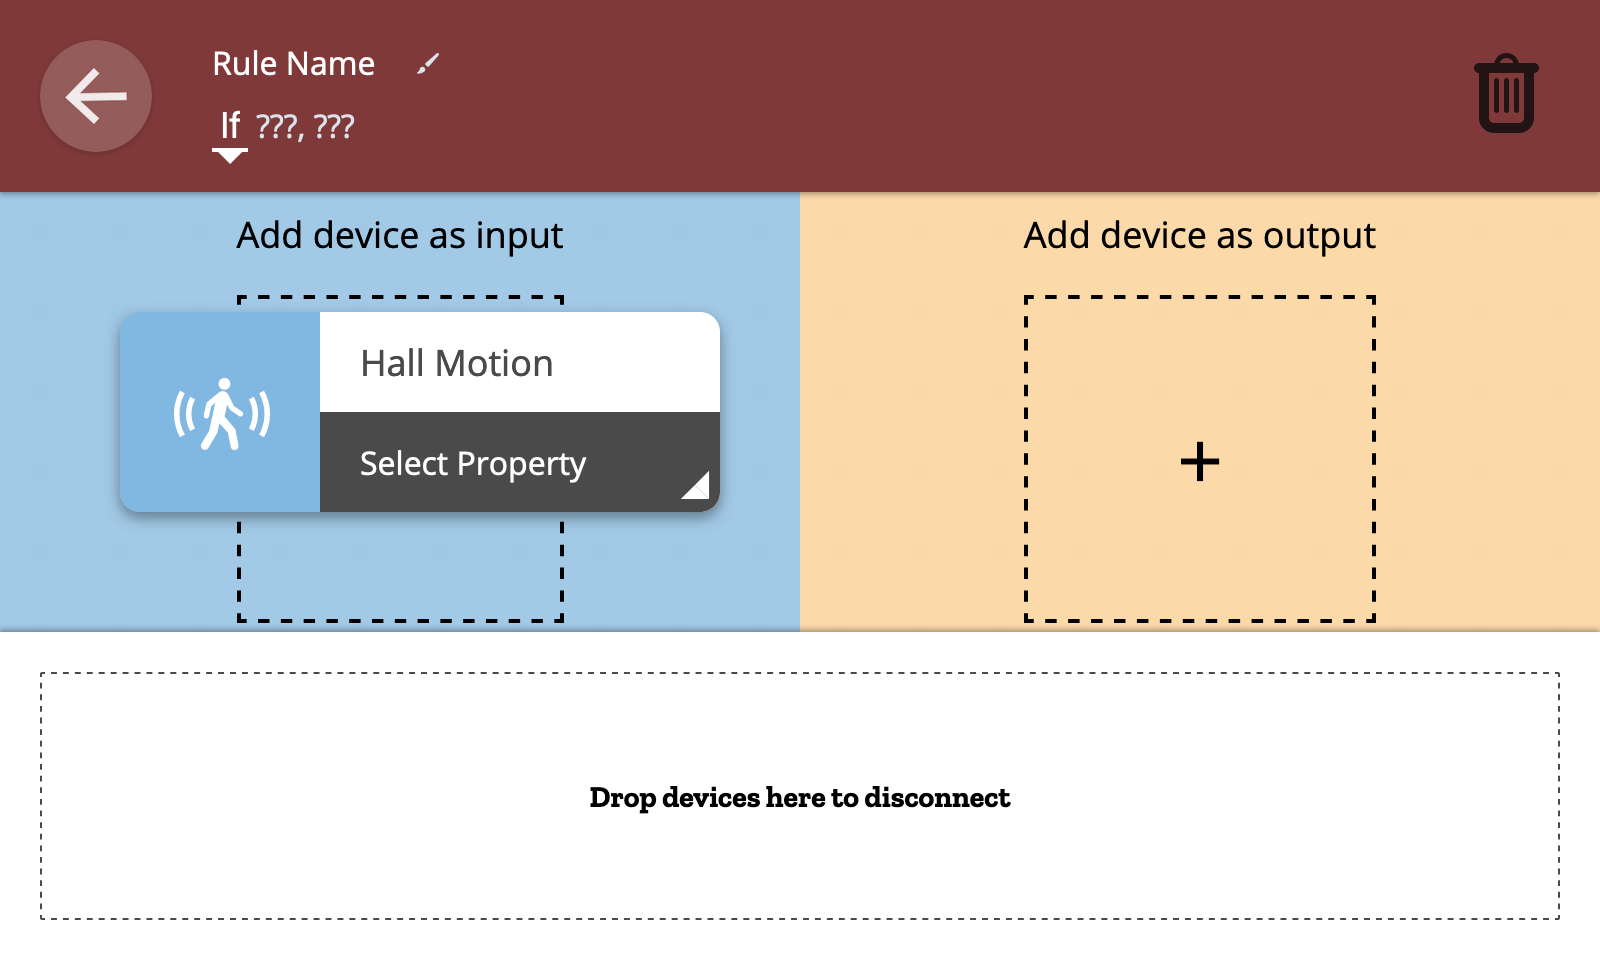 Rule Name
If ???, ???
Add device as input
Add device as output
Hall Motion
Select Property
+
Drop devices here to disconnect